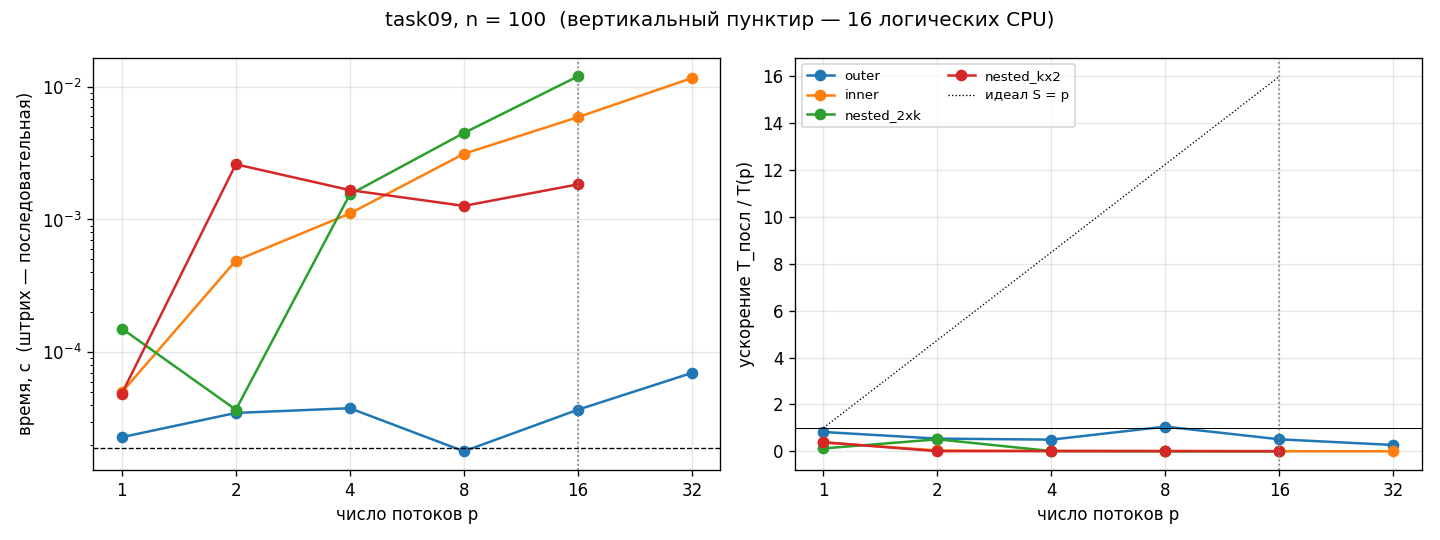 task09, n = 100  (вертикальный пунктир — 16 логических CPU)
время, с  (штрих — последовательная)
10⁻²
10⁻³
10⁻⁴
1
2
4
8
16
32
число потоков p
ускорение T_посл / T(p)
16
14
12
10
8
6
4
2
0
outer
inner
nested_2xk
nested_kx2
идеал S = p
1
2
4
8
16
32
число потоков p